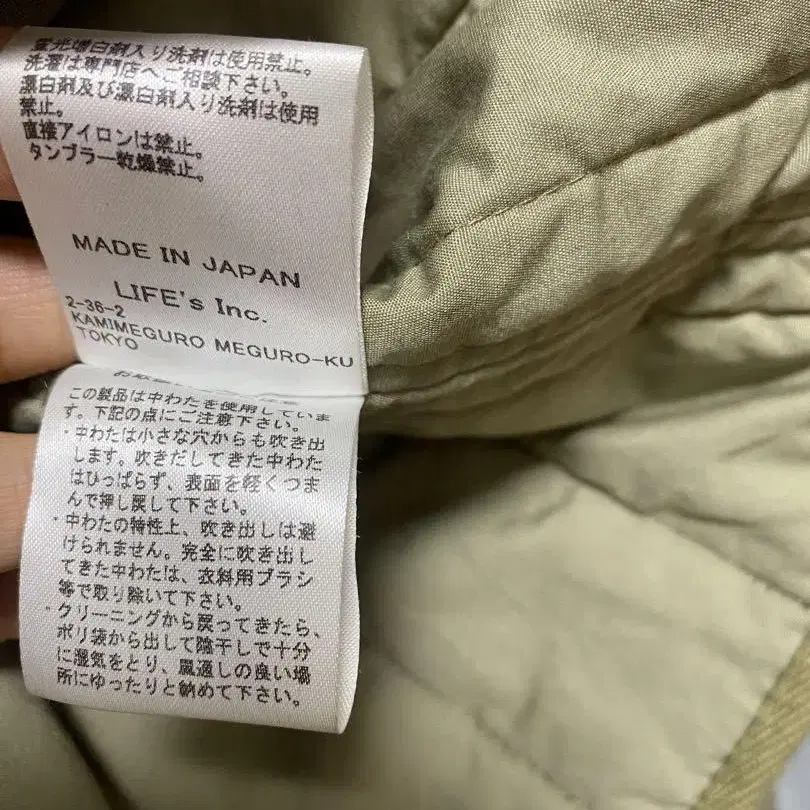 蛍光増白剤入り洗剤は使用禁止。
洗濯は専門店へご相談下さい。
漂白剤及び漂白剤入り洗剤は使用
禁止。
直接アイロンは禁止。
タンブラー乾燥禁止。
MADE IN JAPAN
LIFE's Inc.
2-36-2
KAMIMEGURO MEGURO-KU
TOKYO
この製品は中わたを使用していま
す。下記の点にご注意下さい。
・中わたは小さな穴からも吹き出
します。吹きだしてきた中わた
はひっぱらず、表面を軽くつま
んで押し戻して下さい。
・中わたの特性上、吹き出しは避
けられません。完全に吹き出し
てきた中わたは、衣料用ブラシ
等で取り除いて下さい。
・クリーニングから戻ってきたら、
ポリ袋から出して陰干しで十分
に湿気をとり、風通しの良い場
所にゆったりと納めて下さい。